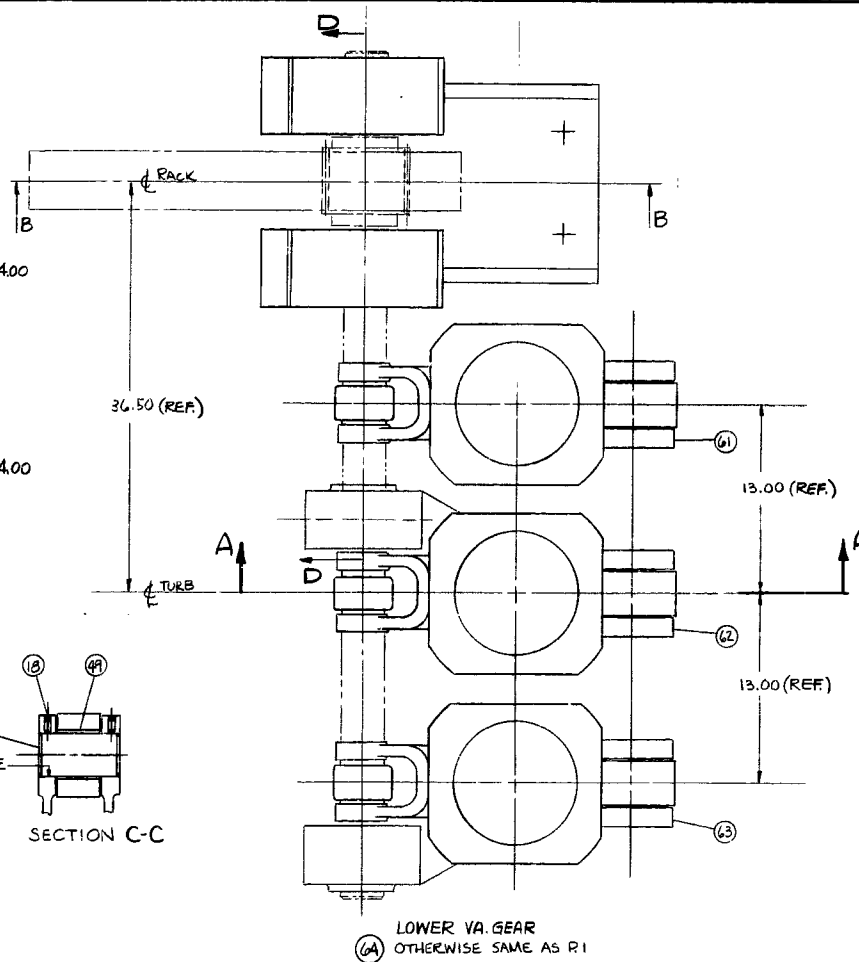 D
℄ RACK
B
B
4.00
36.50 (REF.)
61
13.00 (REF.)
4.00
A
A
D
℄ TURB
62
18
49
13.00 (REF.)
E
SECTION C-C
63
LOWER VA. GEAR
64 OTHERWISE SAME AS P.1